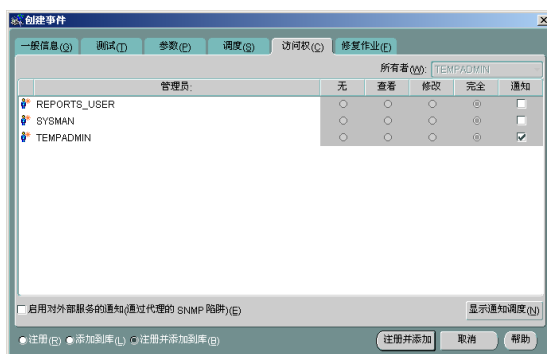 创建事件
一般信息(G) 测试(T) 参数(P) 调度(S) 访问权(C) 修复作业(F)
所有者(W): TEMPADMIN
管理员: 无 查看 修改 完全 通知
REPORTS_USER
SYSMAN
TEMPADMIN
启用对外部服务的通知(通过代理的 SNMP 陷阱)(E)
显示通知调度(N)
注册(R) 添加到库(L) 注册并添加到库(B)
注册并添加 取消 帮助